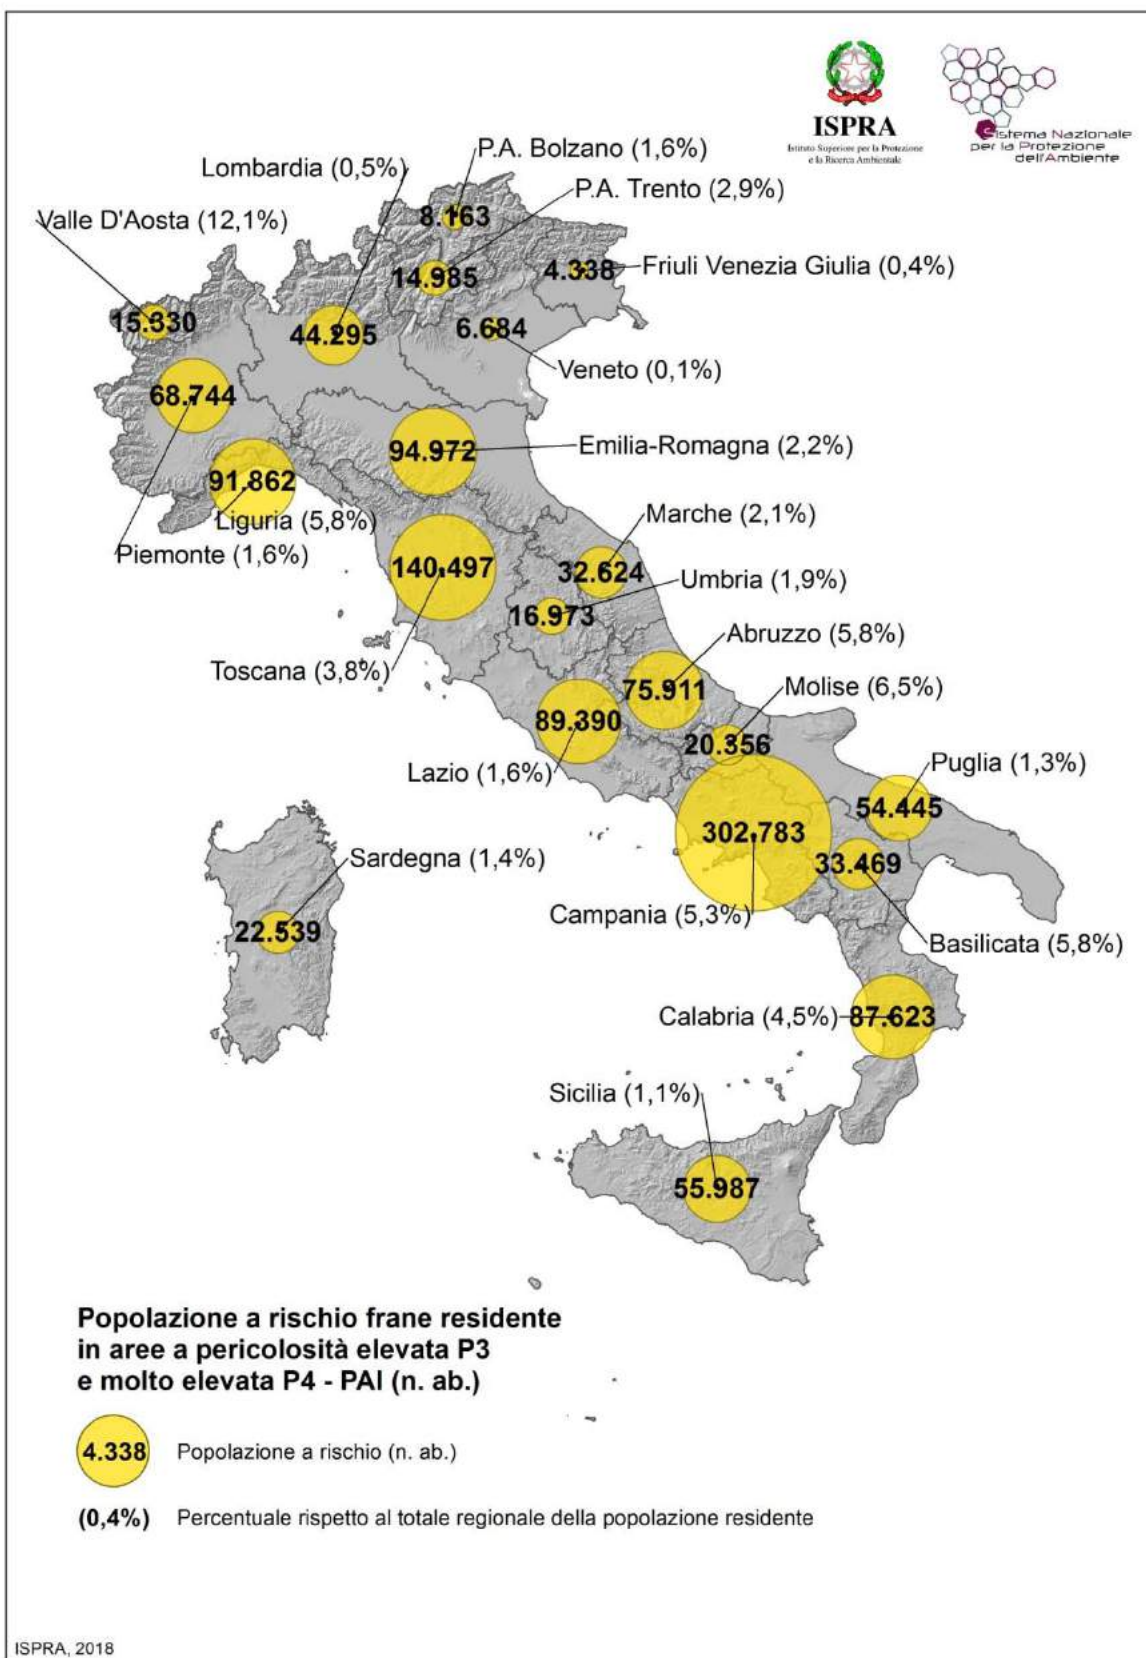 ISPRA
Istituto Superiore per la Protezione
e la Ricerca Ambientale
Sistema Nazionale
per la Protezione
dell'Ambiente
P.A. Bolzano (1,6%)
Lombardia (0,5%)
P.A. Trento (2,9%)
Valle D'Aosta (12,1%)
8.163
Friuli Venezia Giulia (0,4%)
4.338
14.985
15.330
44.295
6.684
Veneto (0,1%)
68.744
Emilia-Romagna (2,2%)
94.972
91.862
Liguria (5,8%)
Marche (2,1%)
Piemonte (1,6%)
140.497
32.624
Umbria (1,9%)
16.973
Abruzzo (5,8%)
Toscana (3,8%)
75.911
Molise (6,5%)
89.390
20.356
Lazio (1,6%)
Puglia (1,3%)
54.445
302.783
Sardegna (1,4%)
33.469
Campania (5,3%)
22.539
Basilicata (5,8%)
Calabria (4,5%)
87.623
Sicilia (1,1%)
55.987
Popolazione a rischio frane residente
in aree a pericolosità elevata P3
e molto elevata P4 - PAI (n. ab.)
4.338 Popolazione a rischio (n. ab.)
(0,4%) Percentuale rispetto al totale regionale della popolazione residente
ISPRA, 2018